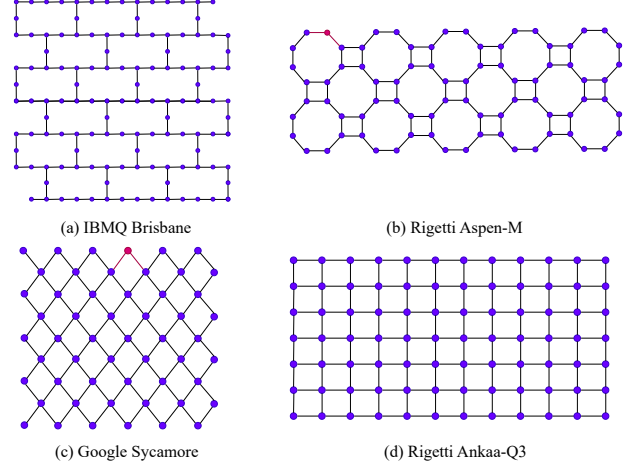 (a) IBMQ Brisbane
(b) Rigetti Aspen-M
(c) Google Sycamore
(d) Rigetti Ankaa-Q3